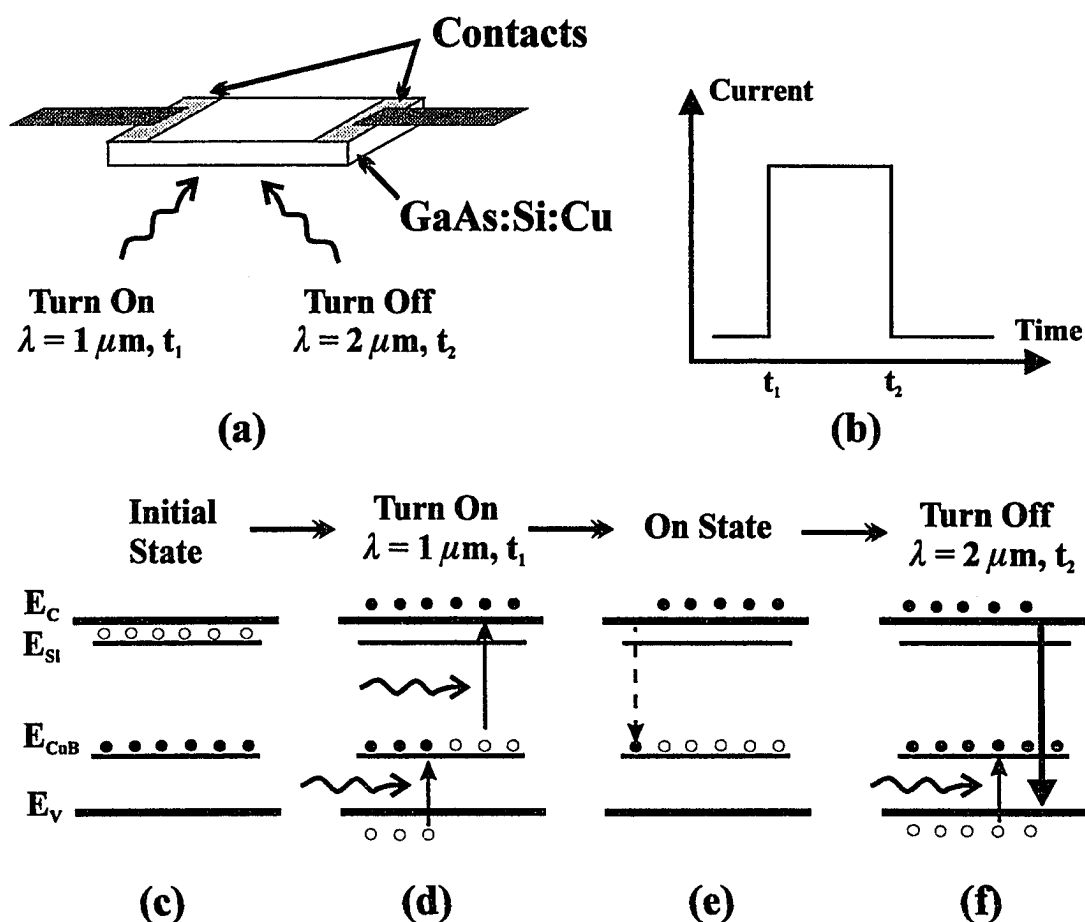 Contacts
GaAs:Si:Cu
Turn On
λ = 1 μm, t₁
Turn Off
λ = 2 μm, t₂
(a)
Current
Time
t₁
t₂
(b)
Initial
State
Turn On
λ = 1 μm, t₁
On State
Turn Off
λ = 2 μm, t₂
E_C
E_Si
E_CuB
E_V
(c)
(d)
(e)
(f)